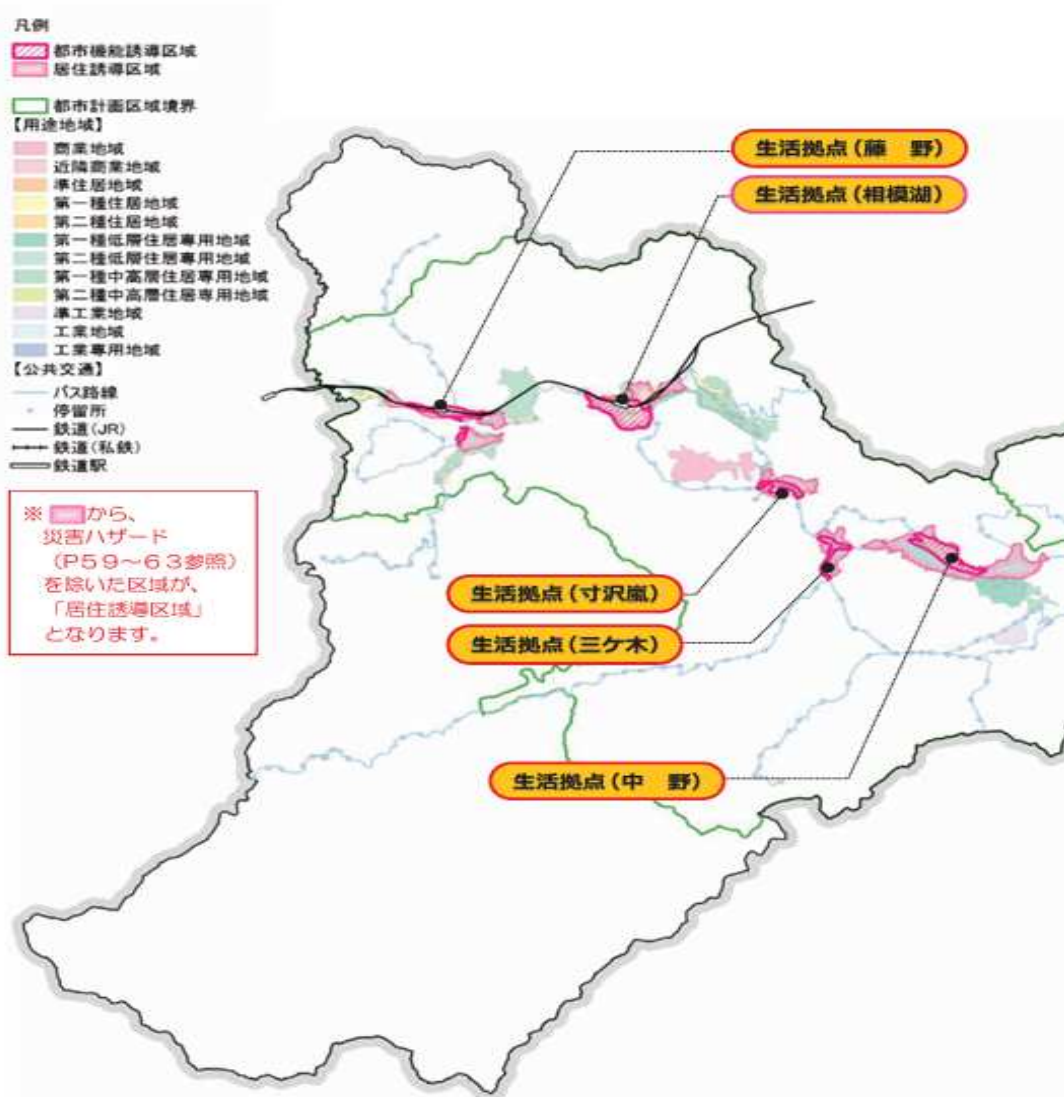 凡例
都市機能誘導区域
居住誘導区域
都市計画区域境界
【用途地域】
商業地域
近隣商業地域
準住居地域
第一種住居地域
第二種住居地域
第一種低層住居専用地域
第二種低層住居専用地域
第一種中高層住居専用地域
第二種中高層住居専用地域
準工業地域
工業地域
工業専用地域
【公共交通】
バス路線
停留所
鉄道(JR)
鉄道(私鉄)
鉄道駅
※ から、
災害ハザード
(P59～63参照)
を除いた区域が、
「居住誘導区域」
となります。
生活拠点(藤　野)
生活拠点(相模湖)
生活拠点(寸沢嵐)
生活拠点(三ケ木)
生活拠点(中　野)